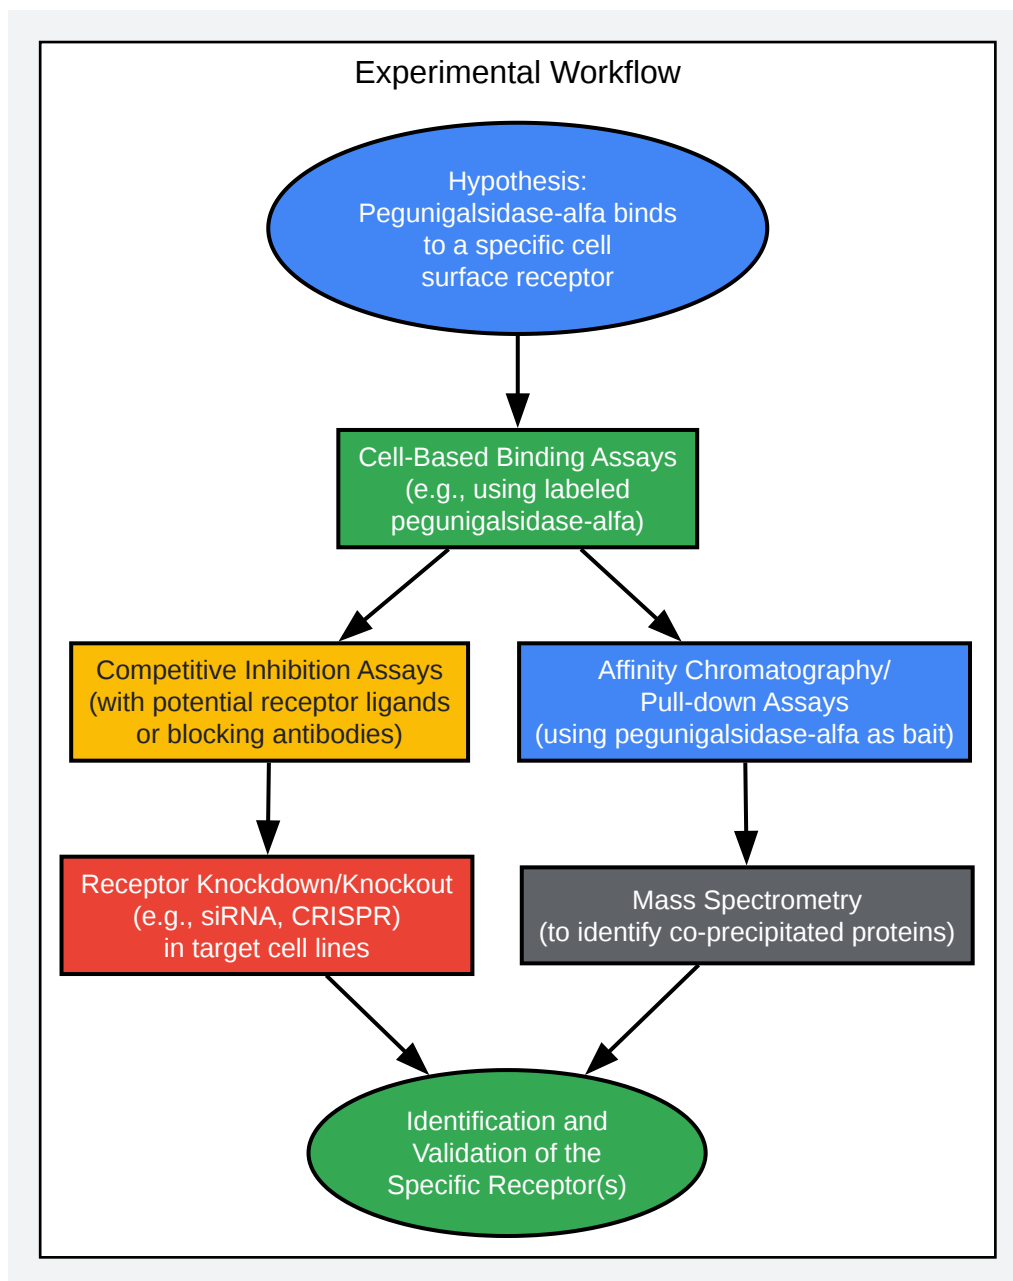 Experimental Workflow
Hypothesis:
Pegunigalsidase-alfa binds
to a specific cell
surface receptor
Cell-Based Binding Assays
(e.g., using labeled
pegunigalsidase-alfa)
Competitive Inhibition Assays
(with potential receptor ligands
or blocking antibodies)
Affinity Chromatography/
Pull-down Assays
(using pegunigalsidase-alfa as bait)
Receptor Knockdown/Knockout
(e.g., siRNA, CRISPR)
in target cell lines
Mass Spectrometry
(to identify co-precipitated proteins)
Identification and
Validation of the
Specific Receptor(s)